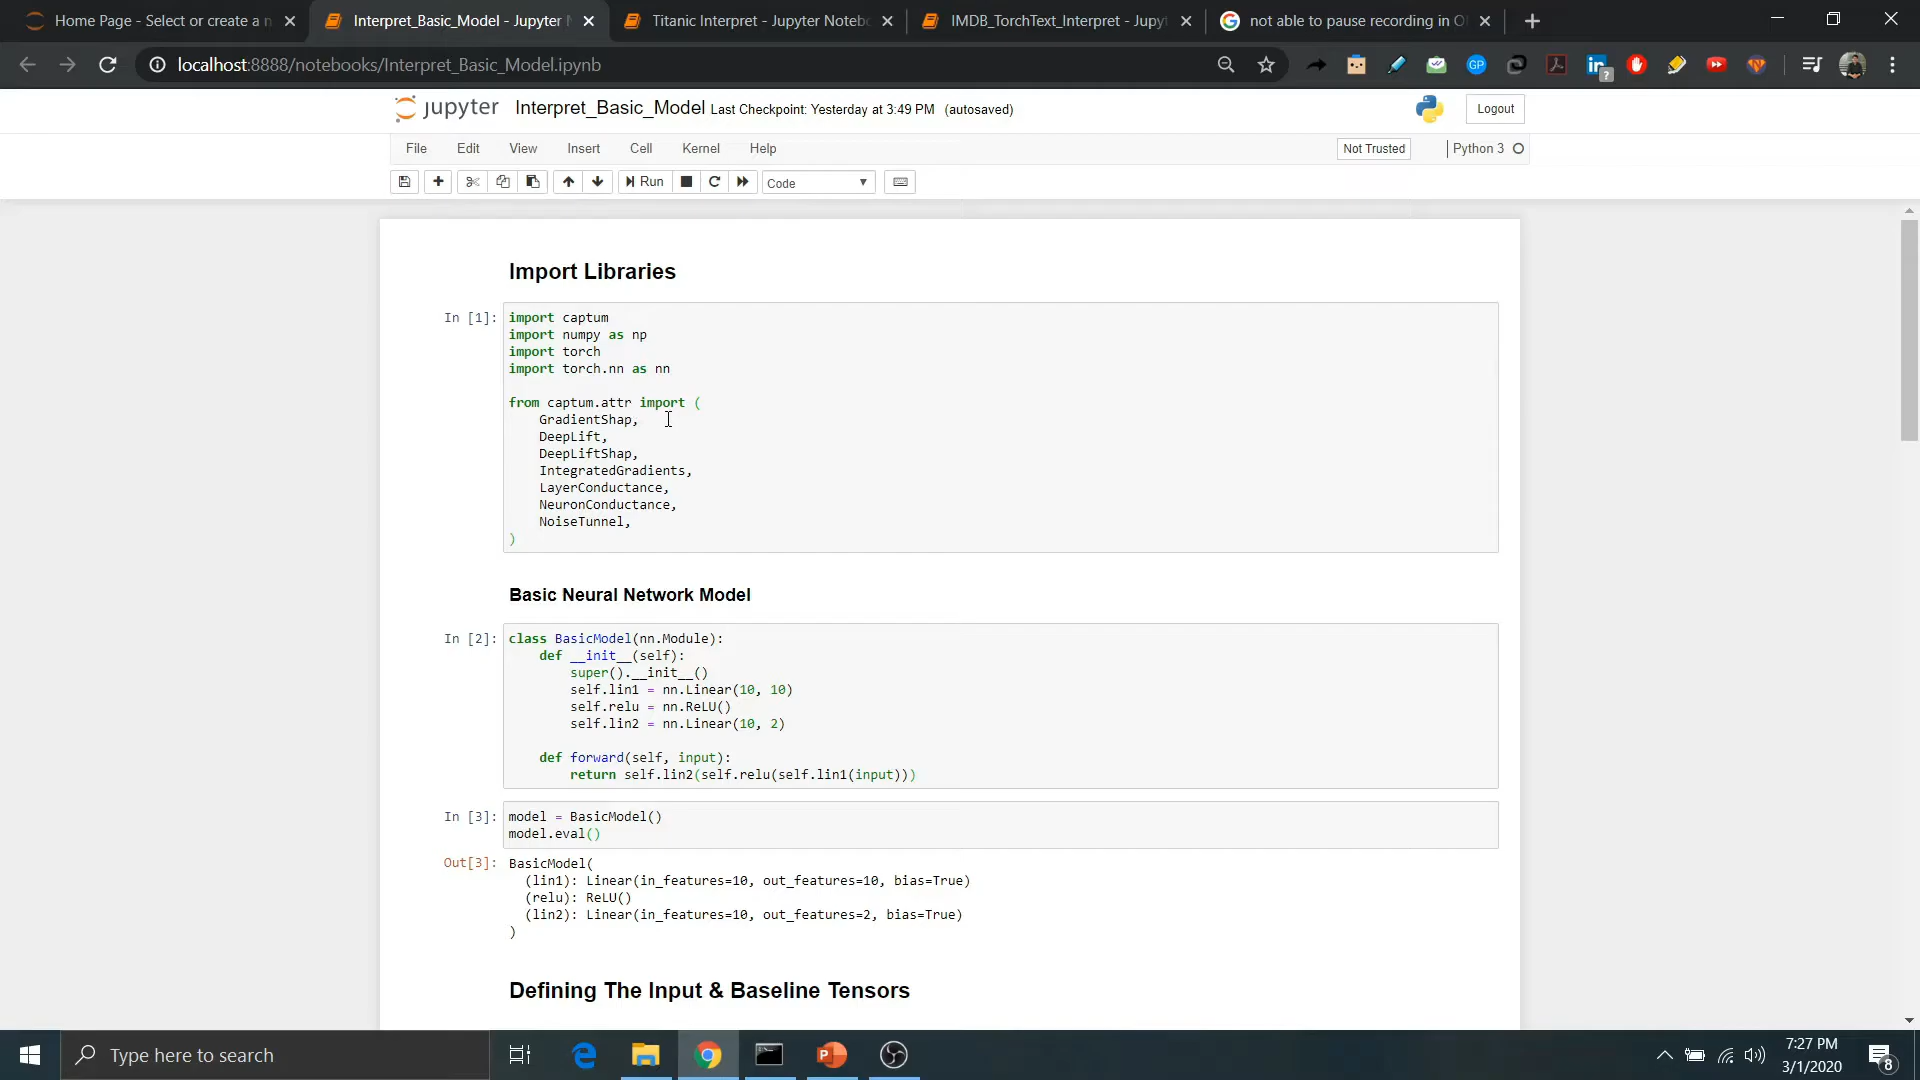 Home Page - Select or create a n
Interpret_Basic_Model - Jupyter N
Titanic Interpret - Jupyter Noteb
IMDB_TorchText_Interpret - Jupy
not able to pause recording in O
localhost:8888/notebooks/Interpret_Basic_Model.ipynb
jupyter Interpret_Basic_Model Last Checkpoint: Yesterday at 3:49 PM (autosaved)
Logout
File Edit View Insert Cell Kernel Help
Not Trusted
Python 3
Run
Code
Import Libraries
In [1]: import captum
import numpy as np
import torch
import torch.nn as nn
from captum.attr import (
GradientShap,
DeepLift,
DeepLiftShap,
IntegratedGradients,
LayerConductance,
NeuronConductance,
NoiseTunnel,
)
Basic Neural Network Model
In [2]: class BasicModel(nn.Module):
def __init__(self):
super().__init__()
self.lin1 = nn.Linear(10, 10)
self.relu = nn.ReLU()
self.lin2 = nn.Linear(10, 2)
def forward(self, input):
return self.lin2(self.relu(self.lin1(input)))
In [3]: model = BasicModel()
model.eval()
Out[3]: BasicModel(
(lin1): Linear(in_features=10, out_features=10, bias=True)
(relu): ReLU()
(lin2): Linear(in_features=10, out_features=2, bias=True)
)
Defining The Input & Baseline Tensors
Type here to search
7:27 PM
3/1/2020
8